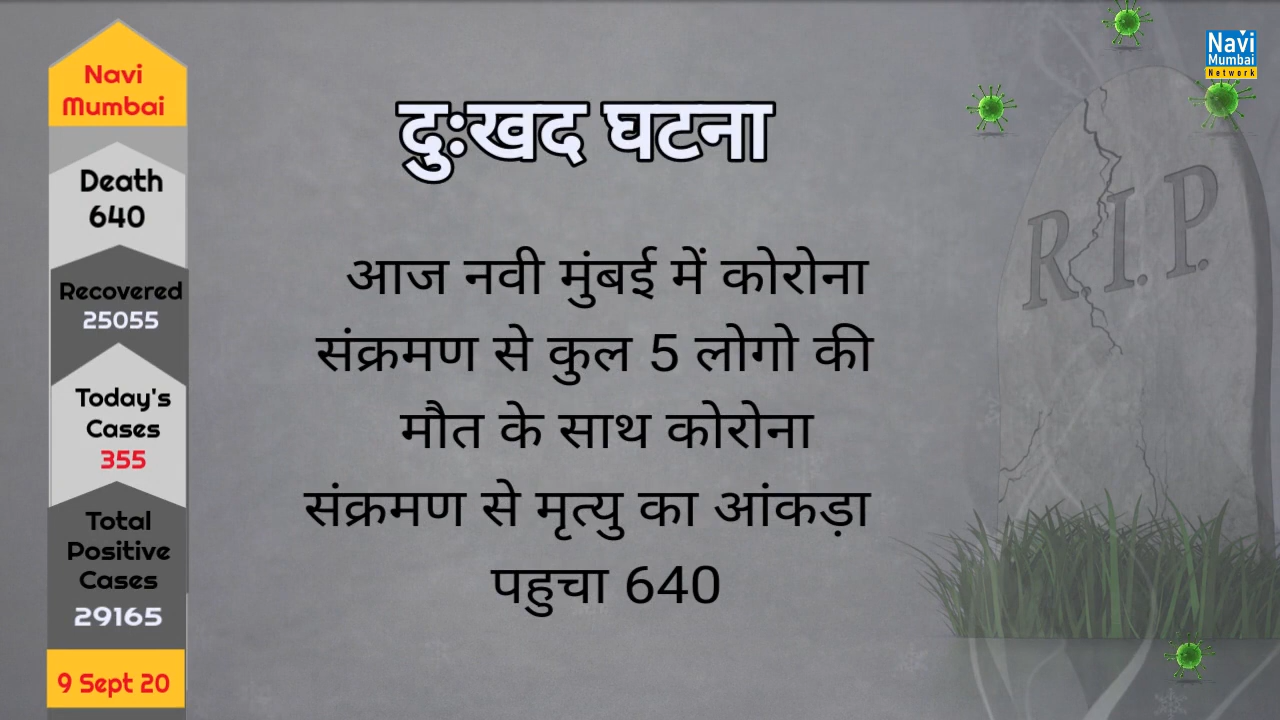 Navi
Mumbai
Death
640
Recovered
25055
Today's
Cases
355
Total
Positive
Cases
29165
9 Sept 20
दुःखद घटना
आज नवी मुंबई में कोरोना
संक्रमण से कुल 5 लोगो की
मौत के साथ कोरोना
संक्रमण से मृत्यु का आंकड़ा
पहुचा 640
R.I.P.
Navi
Mumbai
Network